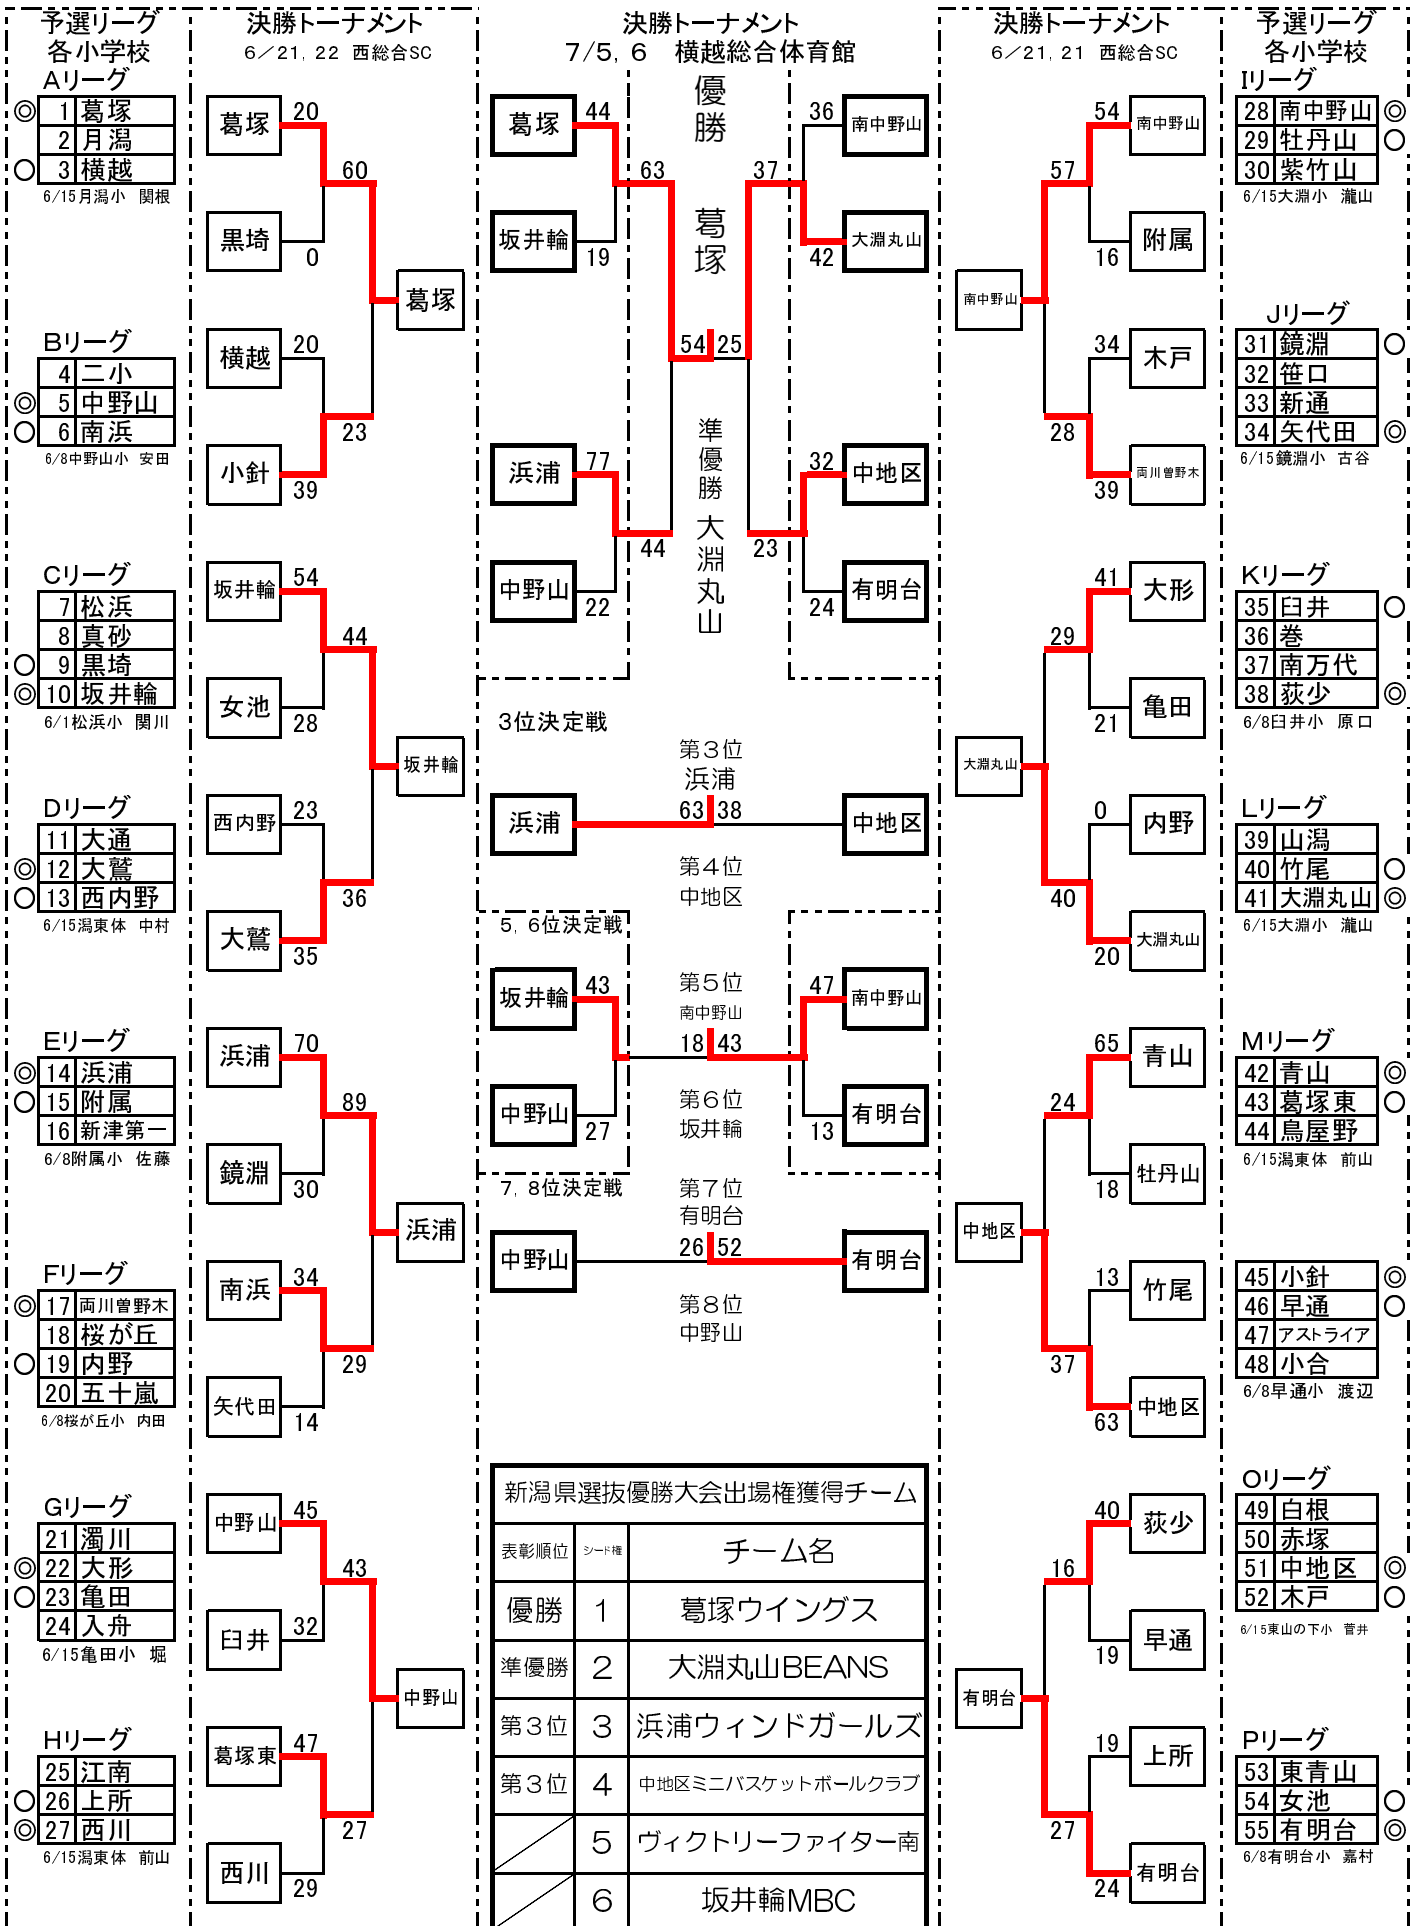 予選リーグ
各小学校
Aリーグ
◎ 1 葛塚
2 月潟
○ 3 横越
6/15月潟小 関根
Bリーグ
4 二小
◎ 5 中野山
○ 6 南浜
6/8中野山小 安田
Cリーグ
7 松浜
8 真砂
○ 9 黒埼
◎ 10 坂井輪
6/1松浜小 関川
Dリーグ
11 大通
◎ 12 大鷲
○ 13 西内野
6/15潟東体 中村
Eリーグ
◎ 14 浜浦
○ 15 附属
16 新津第一
6/8附属小 佐藤
Fリーグ
◎ 17 両川曽野木
18 桜が丘
○ 19 内野
20 五十嵐
6/8桜が丘小 内田
Gリーグ
21 濁川
◎ 22 大形
○ 23 亀田
24 入舟
6/15亀田小 堀
Hリーグ
25 江南
○ 26 上所
◎ 27 西川
6/15潟東体 前山
決勝トーナメント
6/21, 22 西総合SC
葛塚 20
60
黒埼 0
葛塚
横越 20
23
小針 39
坂井輪 54
44
女池 28
坂井輪
西内野 23
36
大鷲 35
浜浦 70
89
鏡淵 30
浜浦
南浜 34
29
矢代田 14
中野山 45
43
臼井 32
中野山
葛塚東 47
27
西川 29
決勝トーナメント
7/5, 6 横越総合体育館
優勝 葛塚
葛塚 44
63
坂井輪 19
36 南中野山
37
42 大淵丸山
54 25
準優勝 大淵丸山
浜浦 77
44
中野山 22
32 中地区
23
24 有明台
3位決定戦
第3位
浜浦
浜浦 63 38 中地区
第4位
中地区
5, 6位決定戦
坂井輪 43
中野山 27
47 南中野山
13 有明台
第5位
南中野山
18 43
第6位
坂井輪
7, 8位決定戦
第7位
有明台
中野山 26 52 有明台
第8位
中野山
新潟県選抜優勝大会出場権獲得チーム
表彰順位 シード権 チーム名
優勝 1 葛塚ウイングス
準優勝 2 大淵丸山BEANS
第3位 3 浜浦ウィンドガールズ
第3位 4 中地区ミニバスケットボールクラブ
5 ヴィクトリーファイター南
6 坂井輪MBC
決勝トーナメント
6/21, 21 西総合SC
54 南中野山
57
16 附属
南中野山
34 木戸
28
39 両川曽野木
41 大形
29
21 亀田
大淵丸山
0 内野
40
20 大淵丸山
65 青山
24
18 牡丹山
中地区
13 竹尾
37
63 中地区
40 荻少
16
19 早通
有明台
19 上所
27
24 有明台
予選リーグ
各小学校
Iリーグ
28 南中野山 ◎
29 牡丹山 ○
30 紫竹山
6/15大淵小 瀧山
Jリーグ
31 鏡淵 ○
32 笹口
33 新通
34 矢代田 ◎
6/15鏡淵小 古谷
Kリーグ
35 臼井 ○
36 巻
37 南万代
38 荻少 ◎
6/8臼井小 原口
Lリーグ
39 山潟
40 竹尾 ○
41 大淵丸山 ◎
6/15大淵小 瀧山
Mリーグ
42 青山 ◎
43 葛塚東 ○
44 鳥屋野
6/15潟東体 前山
45 小針 ◎
46 早通 ○
47 アストライア
48 小合
6/8早通小 渡辺
Oリーグ
49 白根
50 赤塚
51 中地区 ◎
52 木戸 ○
6/15東山の下小 菅井
Pリーグ
53 東青山
54 女池 ○
55 有明台 ◎
6/8有明台小 嘉村